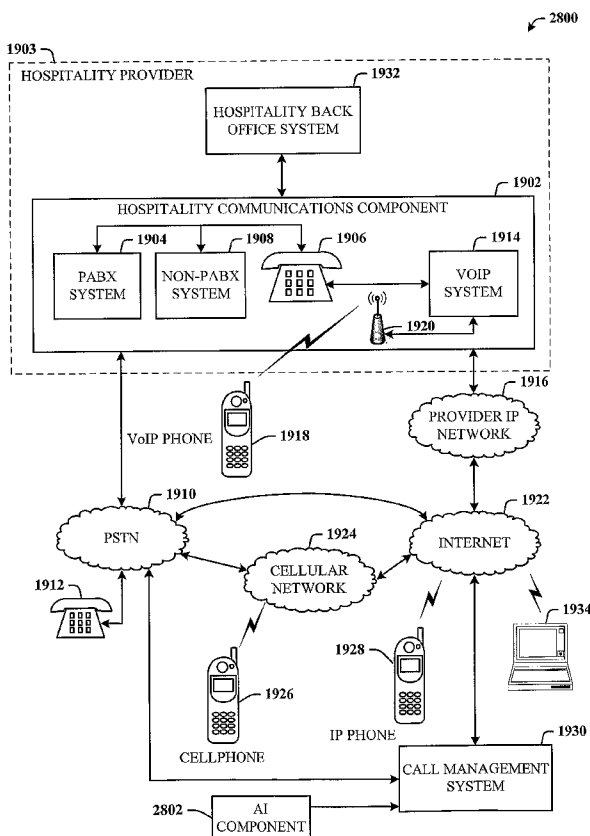 2800
1903
HOSPITALITY PROVIDER
1932
HOSPITALITY BACK
OFFICE SYSTEM
1902
HOSPITALITY COMMUNICATIONS COMPONENT
1904
PABX
SYSTEM
1908
NON-PABX
SYSTEM
1906
1914
VOIP
SYSTEM
1920
1916
PROVIDER IP
NETWORK
VoIP PHONE
1918
1910
PSTN
1922
INTERNET
1924
CELLULAR
NETWORK
1912
1934
1928
1926
CELLPHONE
IP PHONE
1930
CALL MANAGEMENT
SYSTEM
2802
AI
COMPONENT